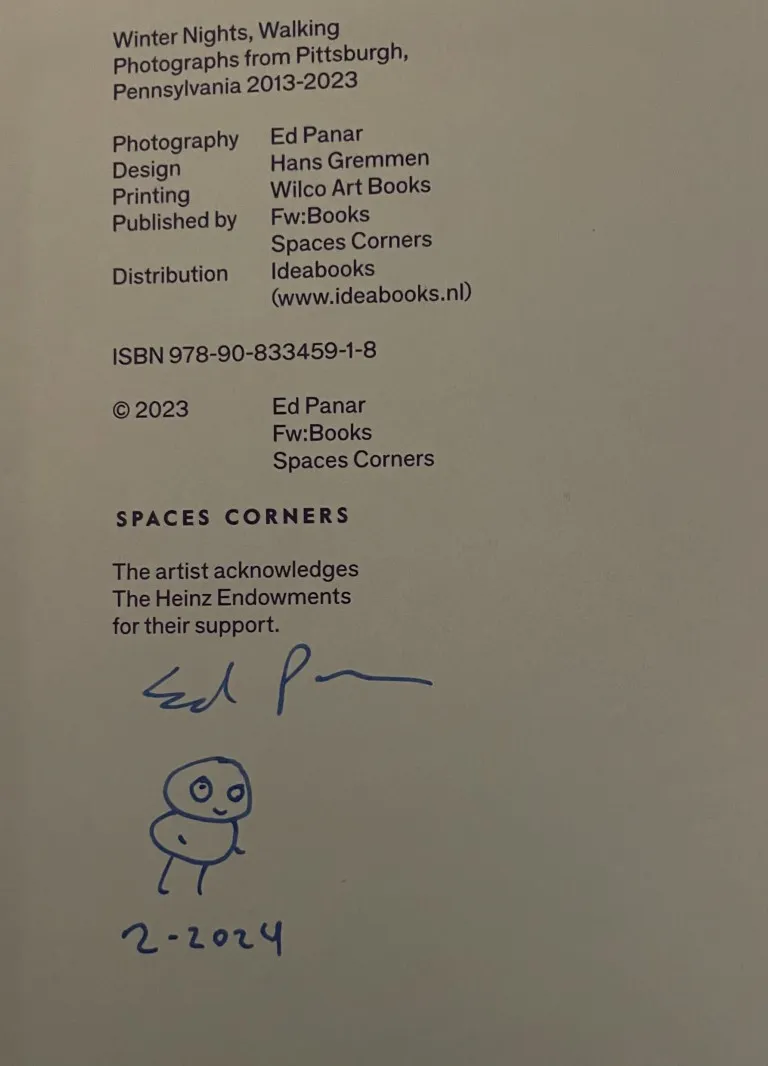 Winter Nights, Walking
Photographs from Pittsburgh,
Pennsylvania 2013-2023
Photography Ed Panar
Design Hans Gremmen
Printing Wilco Art Books
Published by Fw:Books
Spaces Corners
Distribution Ideabooks
(www.ideabooks.nl)
ISBN 978-90-833459-1-8
© 2023 Ed Panar
Fw:Books
Spaces Corners
SPACES CORNERS
The artist acknowledges
The Heinz Endowments
for their support.
Ed P
2-2024